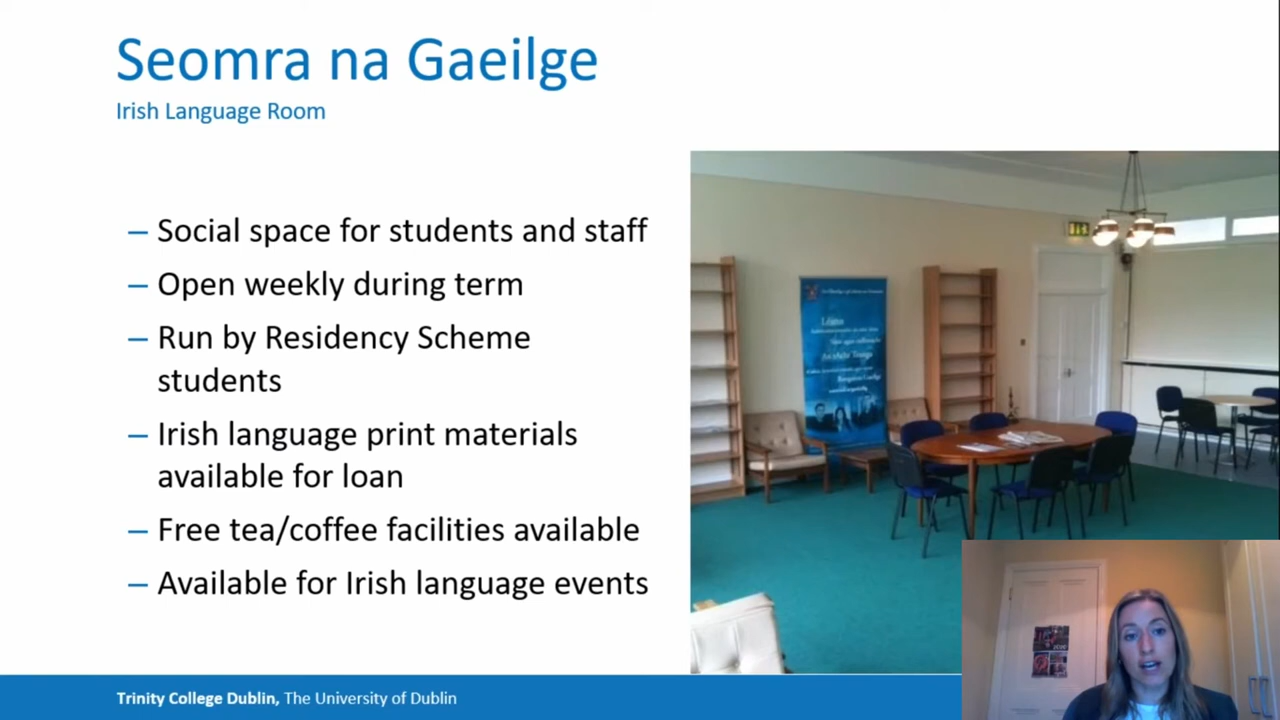 Seomra na Gaeilge
Irish Language Room
– Social space for students and staff
– Open weekly during term
– Run by Residency Scheme
students
– Irish language print materials
available for loan
– Free tea/coffee facilities available
– Available for Irish language events
Trinity College Dublin, The University of Dublin